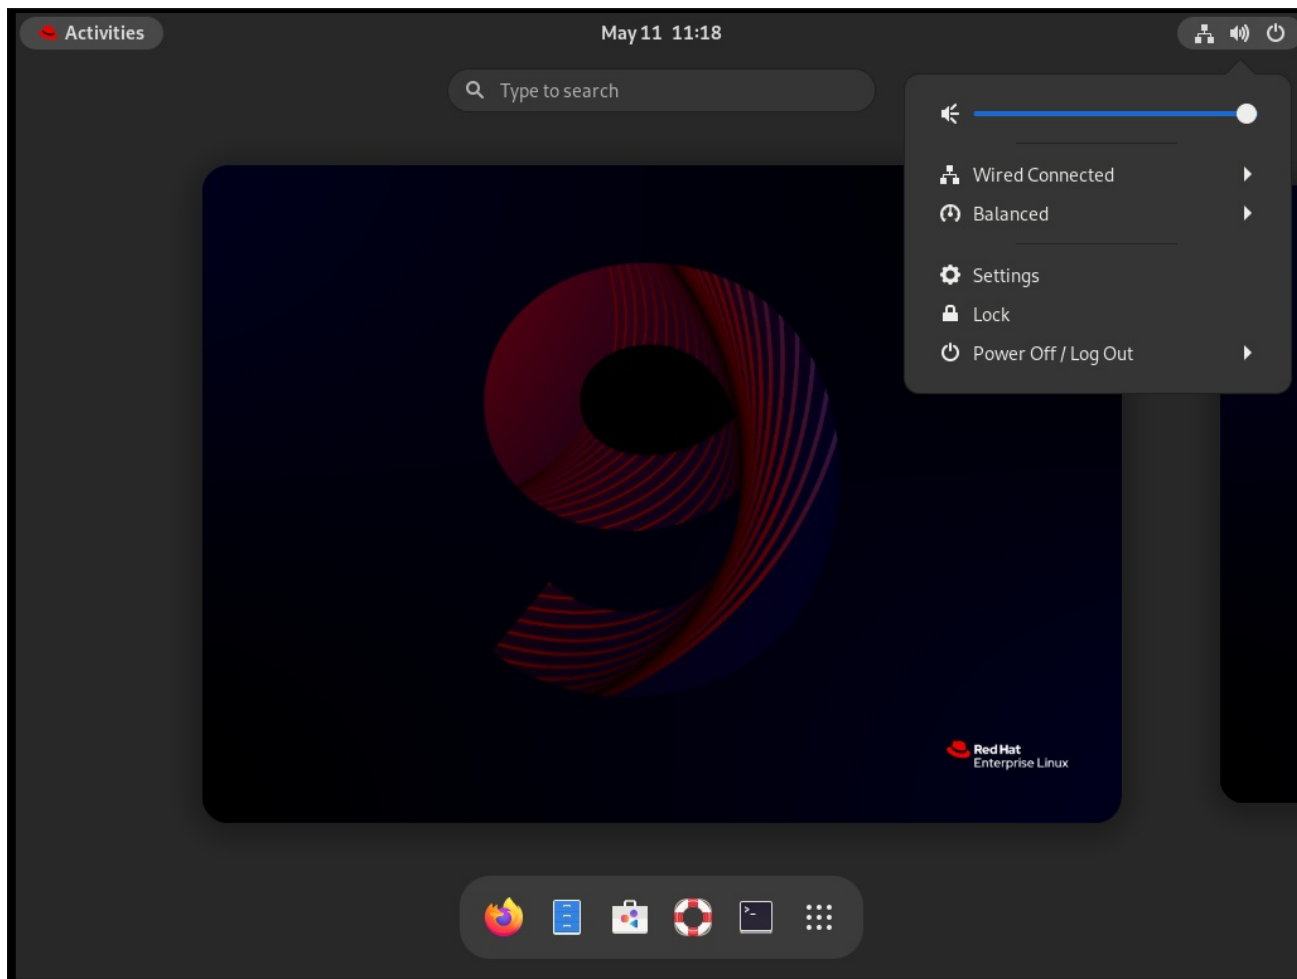 Activities
May 11 11:18
Type to search
Wired Connected
Balanced
Settings
Lock
Power Off / Log Out
Red Hat
Enterprise Linux